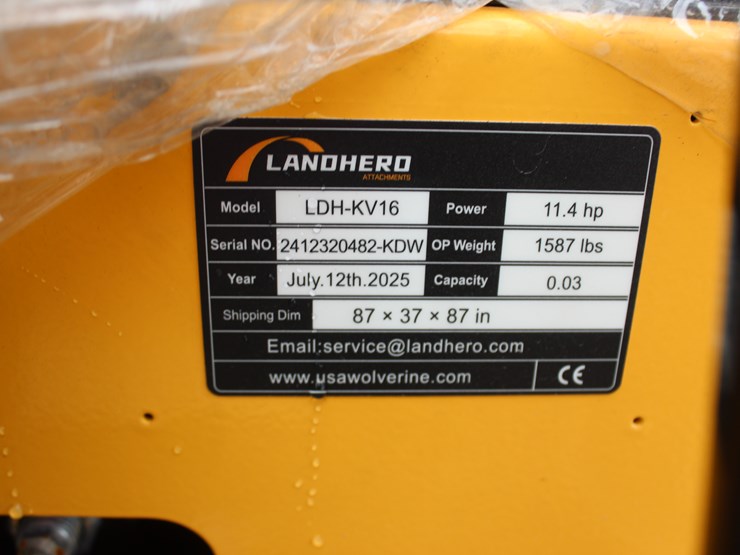 LANDHERO
ATTACHMENTS
Model LDH-KV16 Power 11.4 hp
Serial NO. 2412320482-KDW OP Weight 1587 lbs
Year July.12th.2025 Capacity 0.03
Shipping Dim 87 × 37 × 87 in
Email:service@landhero.com
www.usawolverine.com CE